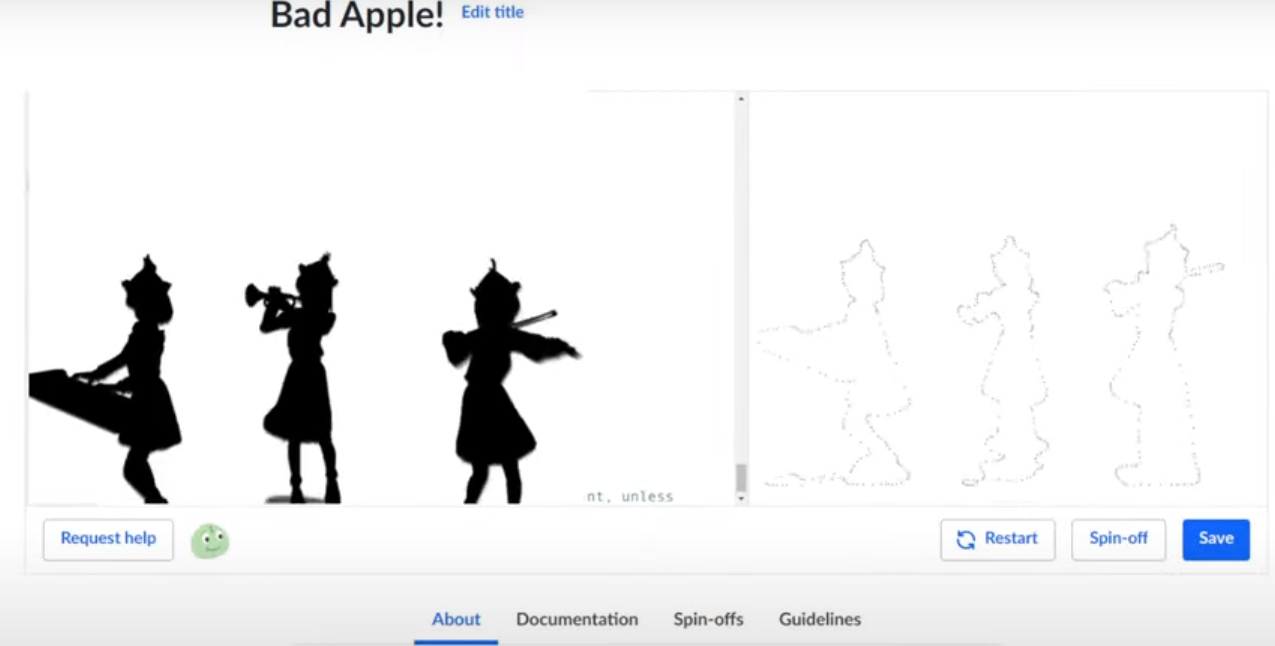 Bad Apple! Edit title
nt, unless
Request help
Restart
Spin-off
Save
About
Documentation
Spin-offs
Guidelines